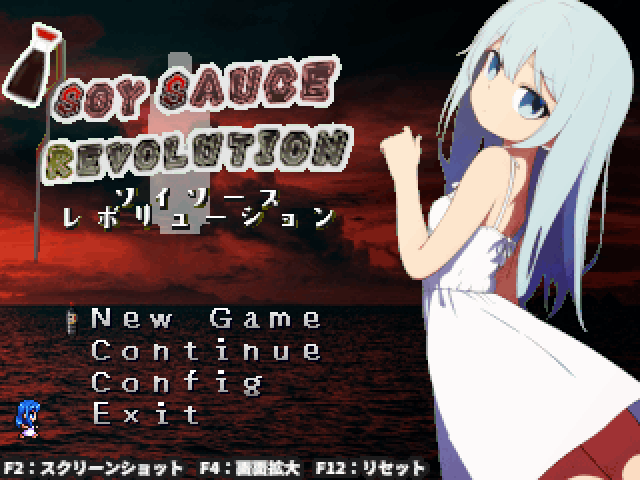 SOY SAUCE
REVOLUTION
ソイソース
レボリューション
New Game
Continue
Config
Exit
F2：スクリーンショット F4：画面拡大 F12：リセット